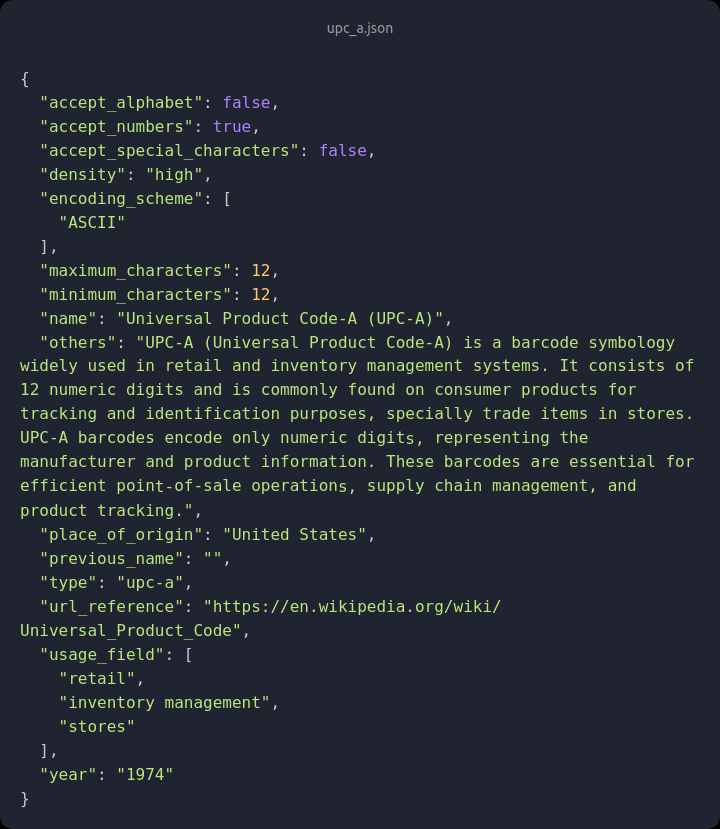 upc_a.json
{
  "accept_alphabet": false,
  "accept_numbers": true,
  "accept_special_characters": false,
  "density": "high",
  "encoding_scheme": [
    "ASCII"
  ],
  "maximum_characters": 12,
  "minimum_characters": 12,
  "name": "Universal Product Code-A (UPC-A)",
  "others": "UPC-A (Universal Product Code-A) is a barcode symbology
widely used in retail and inventory management systems. It consists of
12 numeric digits and is commonly found on consumer products for
tracking and identification purposes, specially trade items in stores.
UPC-A barcodes encode only numeric digits, representing the
manufacturer and product information. These barcodes are essential for
efficient point-of-sale operations, supply chain management, and
product tracking.",
  "place_of_origin": "United States",
  "previous_name": "",
  "type": "upc-a",
  "url_reference": "https://en.wikipedia.org/wiki/
Universal_Product_Code",
  "usage_field": [
    "retail",
    "inventory management",
    "stores"
  ],
  "year": "1974"
}